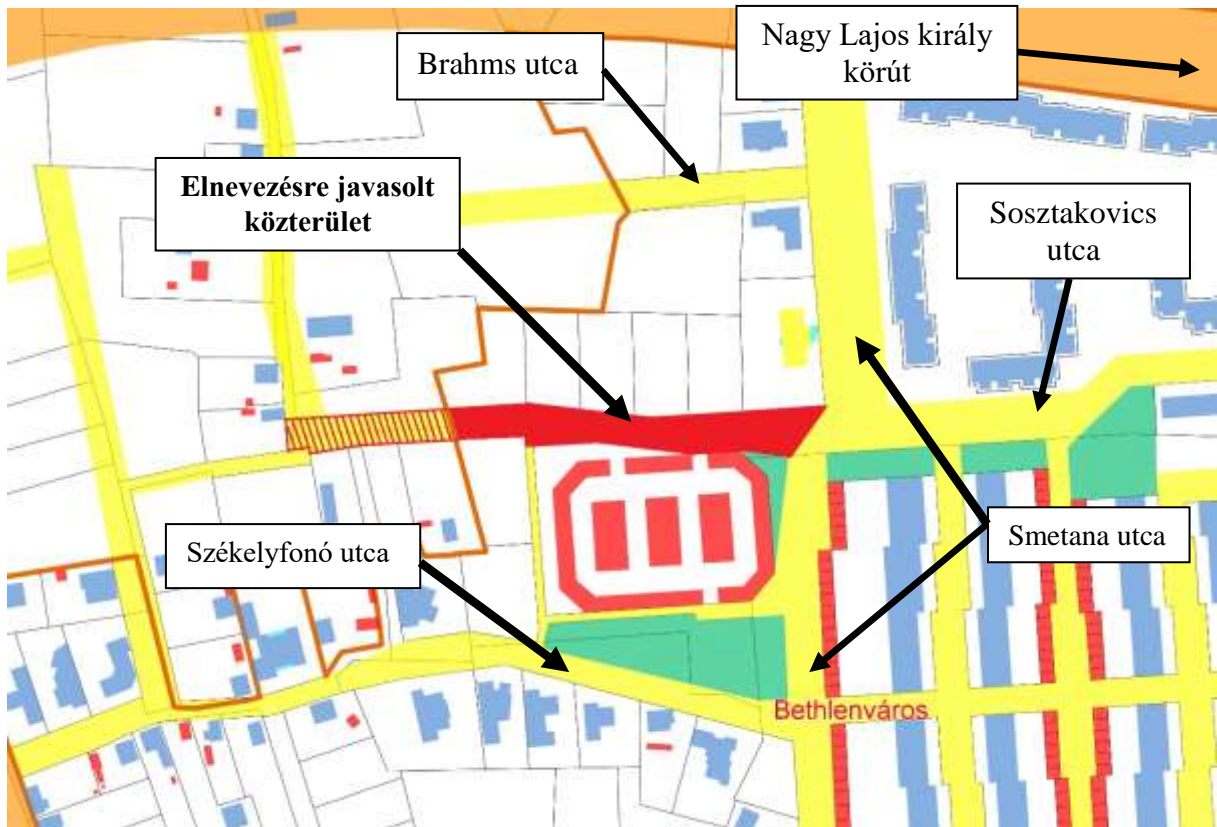 Nagy Lajos király
körút
Brahms utca
Elnevezésre javasolt
közterület
Sosztakovics
utca
Székelyfonó utca
Smetana utca
Bethlenváros